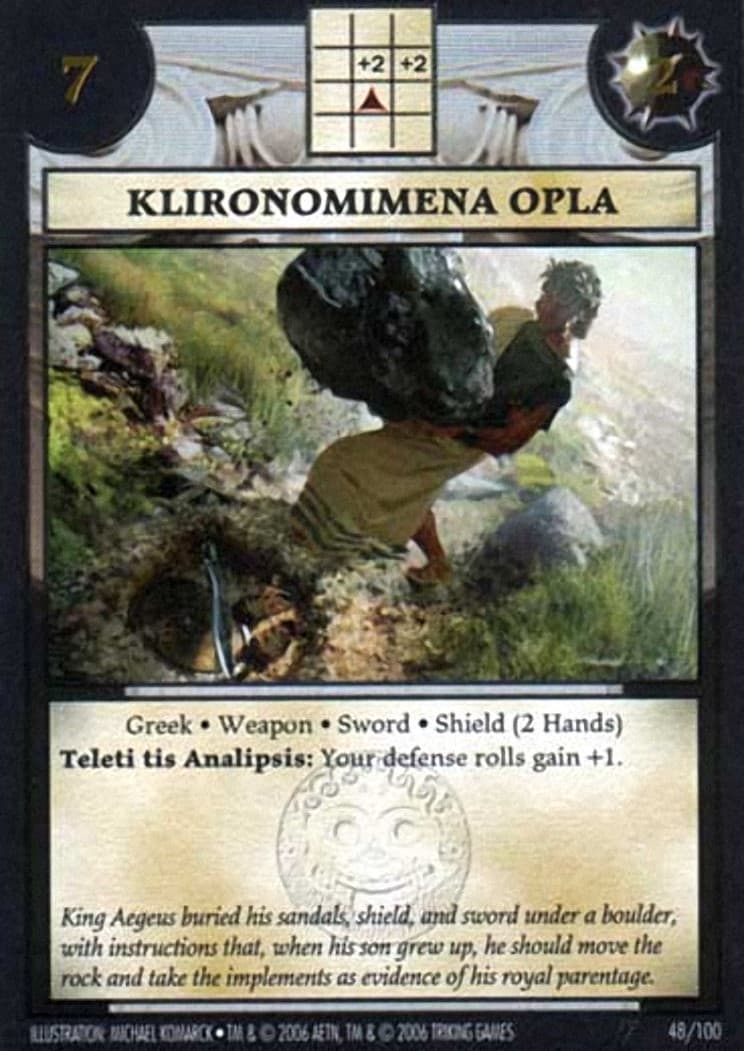 7
+2 +2
2
KLIRONOMIMENA OPLA
Greek • Weapon • Sword • Shield (2 Hands)
Teleti tis Analipsis: Your defense rolls gain +1.
King Aegeus buried his sandals, shield, and sword under a boulder,
with instructions that, when his son grew up, he should move the
rock and take the implements as evidence of his royal parentage.
ILLUSTRATION: MICHAEL KOMARCK • TM & © 2006 AETN, TM & © 2006 TRIKING GAMES
48/100